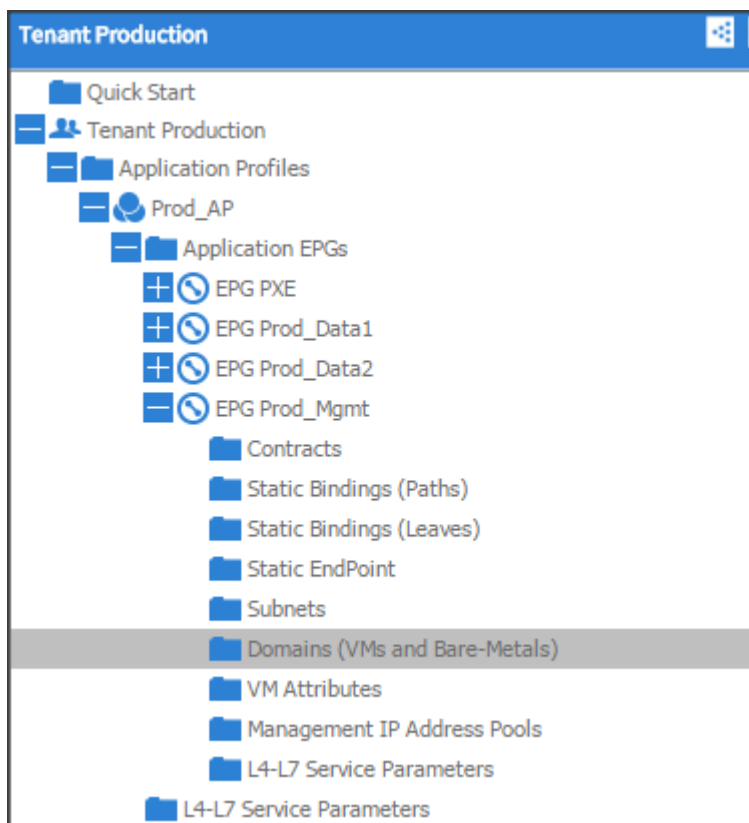 Tenant Production
Quick Start
Tenant Production
Application Profiles
Prod_AP
Application EPGs
EPG PXE
EPG Prod_Data1
EPG Prod_Data2
EPG Prod_Mgmt
Contracts
Static Bindings (Paths)
Static Bindings (Leaves)
Static EndPoint
Subnets
Domains (VMs and Bare-Metals)
VM Attributes
Management IP Address Pools
L4-L7 Service Parameters
L4-L7 Service Parameters